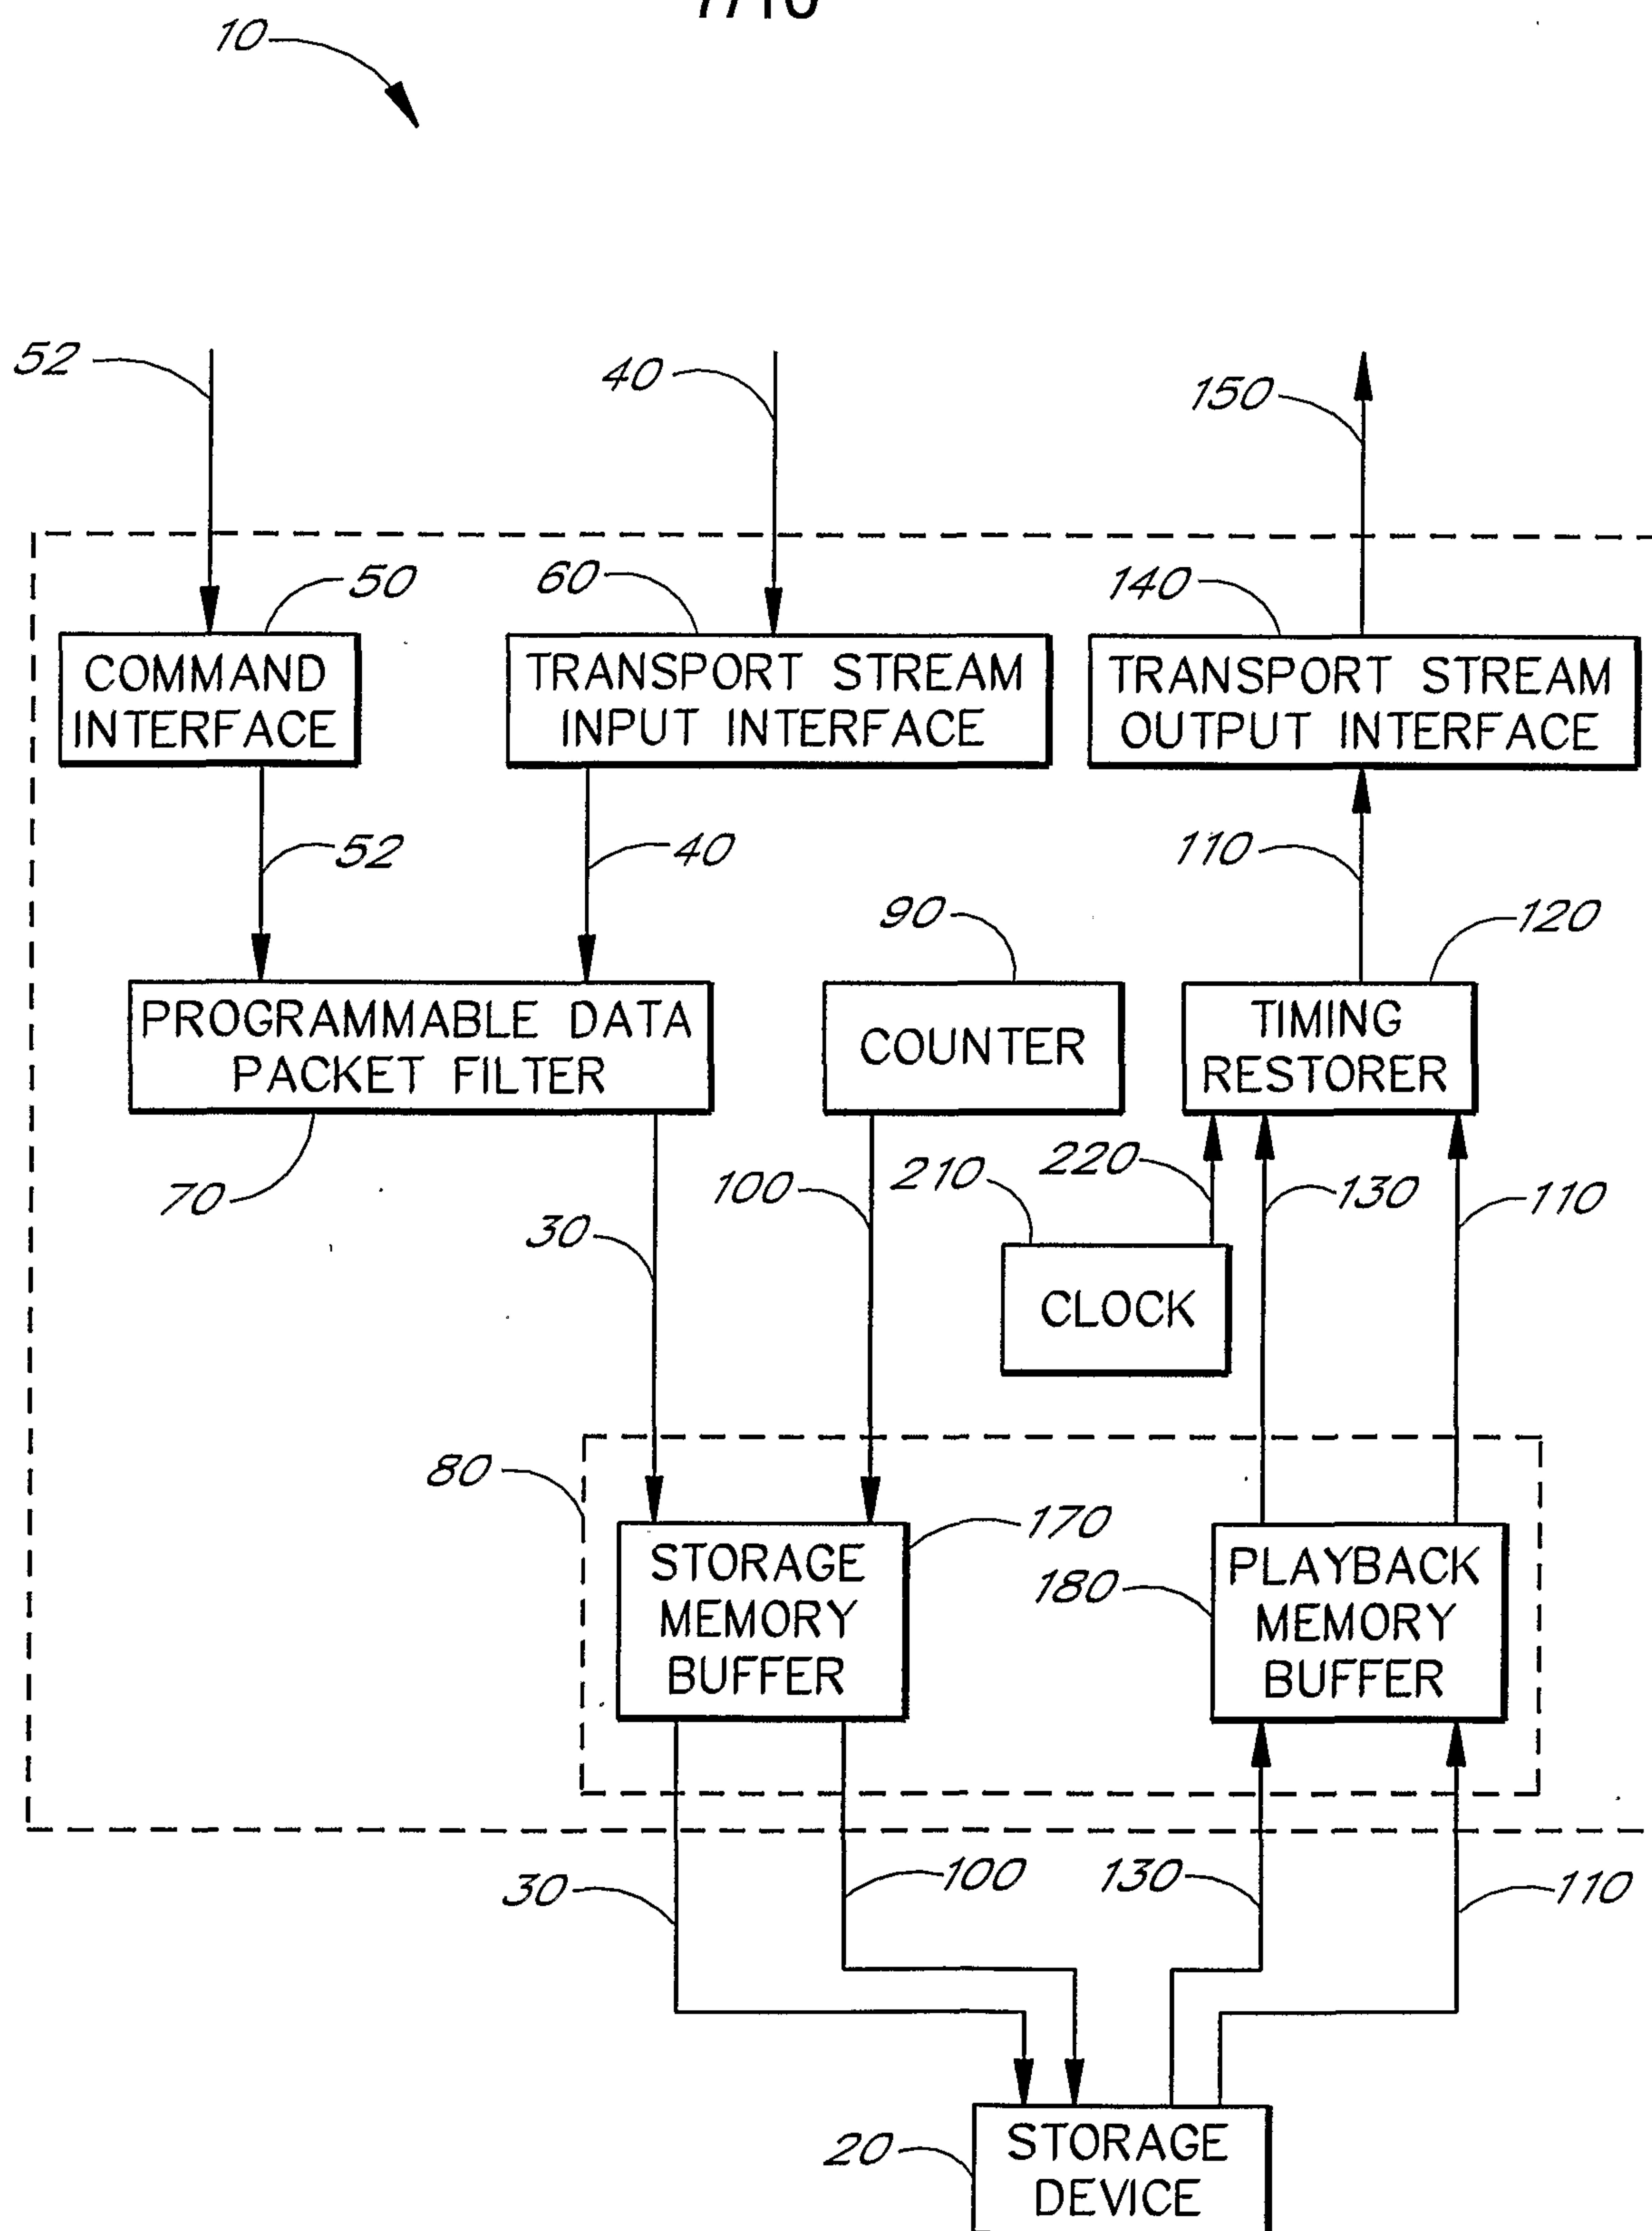 10
52
40
150
50
60
140
COMMAND
INTERFACE
TRANSPORT STREAM
INPUT INTERFACE
TRANSPORT STREAM
OUTPUT INTERFACE
52
40
110
90
120
PROGRAMMABLE DATA
PACKET FILTER
COUNTER
TIMING
RESTORER
70
30
100
210
220
130
110
CLOCK
80
170
180
STORAGE
MEMORY
BUFFER
PLAYBACK
MEMORY
BUFFER
30
100
130
110
20
STORAGE
DEVICE